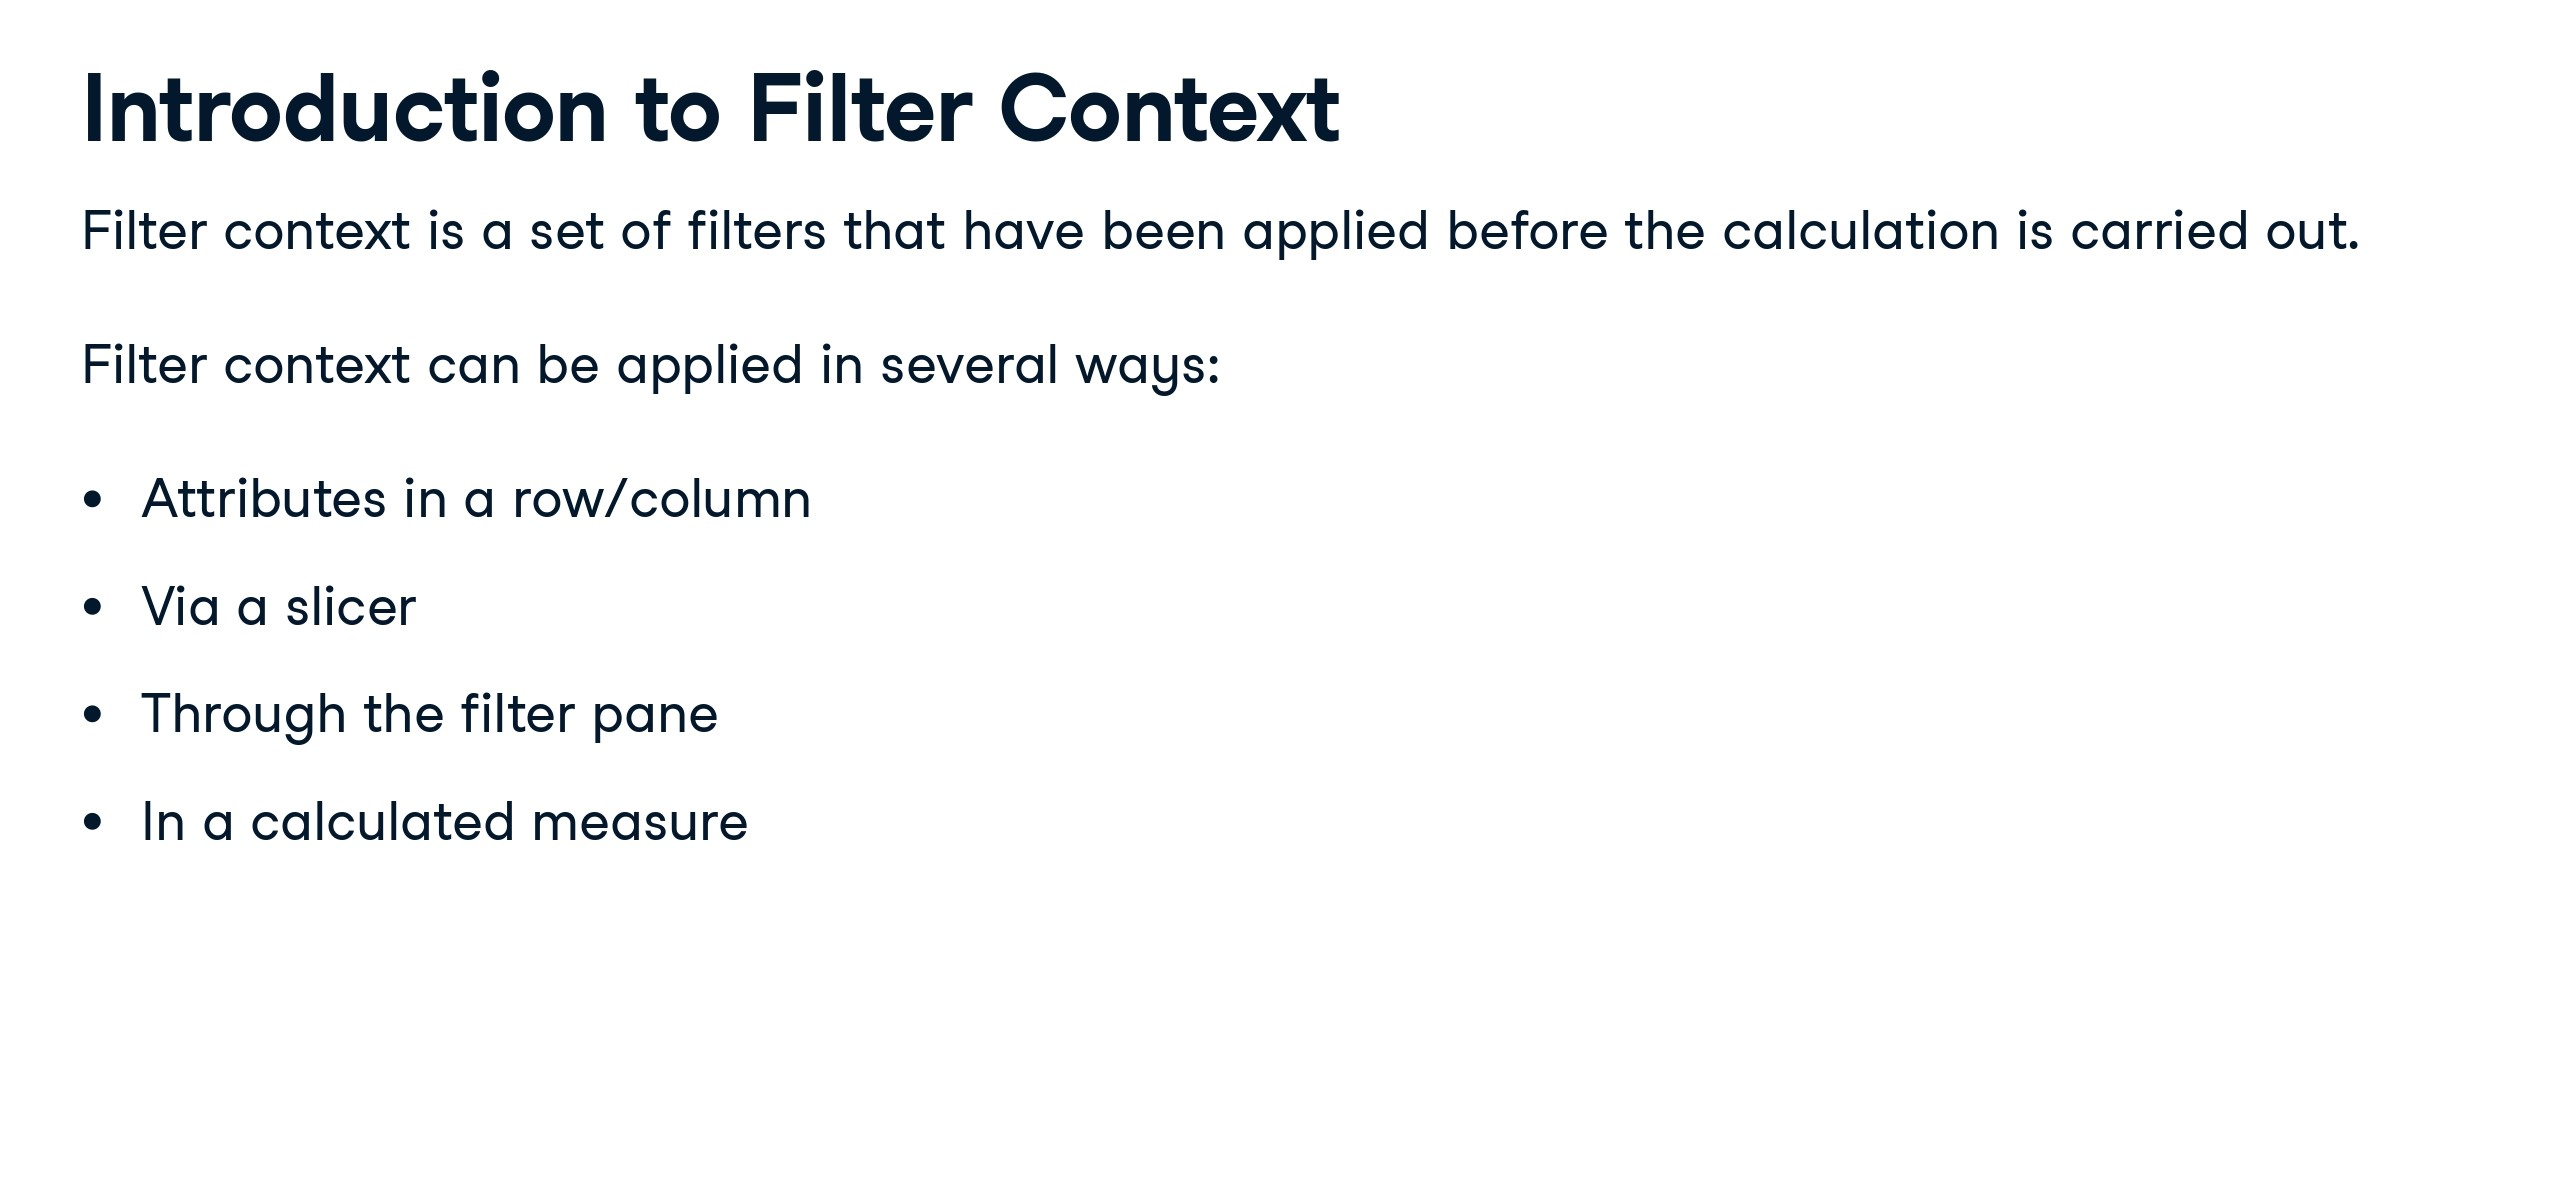 Introduction to Filter Context
Filter context is a set of filters that have been applied before the calculation is carried out.
Filter context can be applied in several ways:
• Attributes in a row/column
• Via a slicer
• Through the filter pane
• In a calculated measure